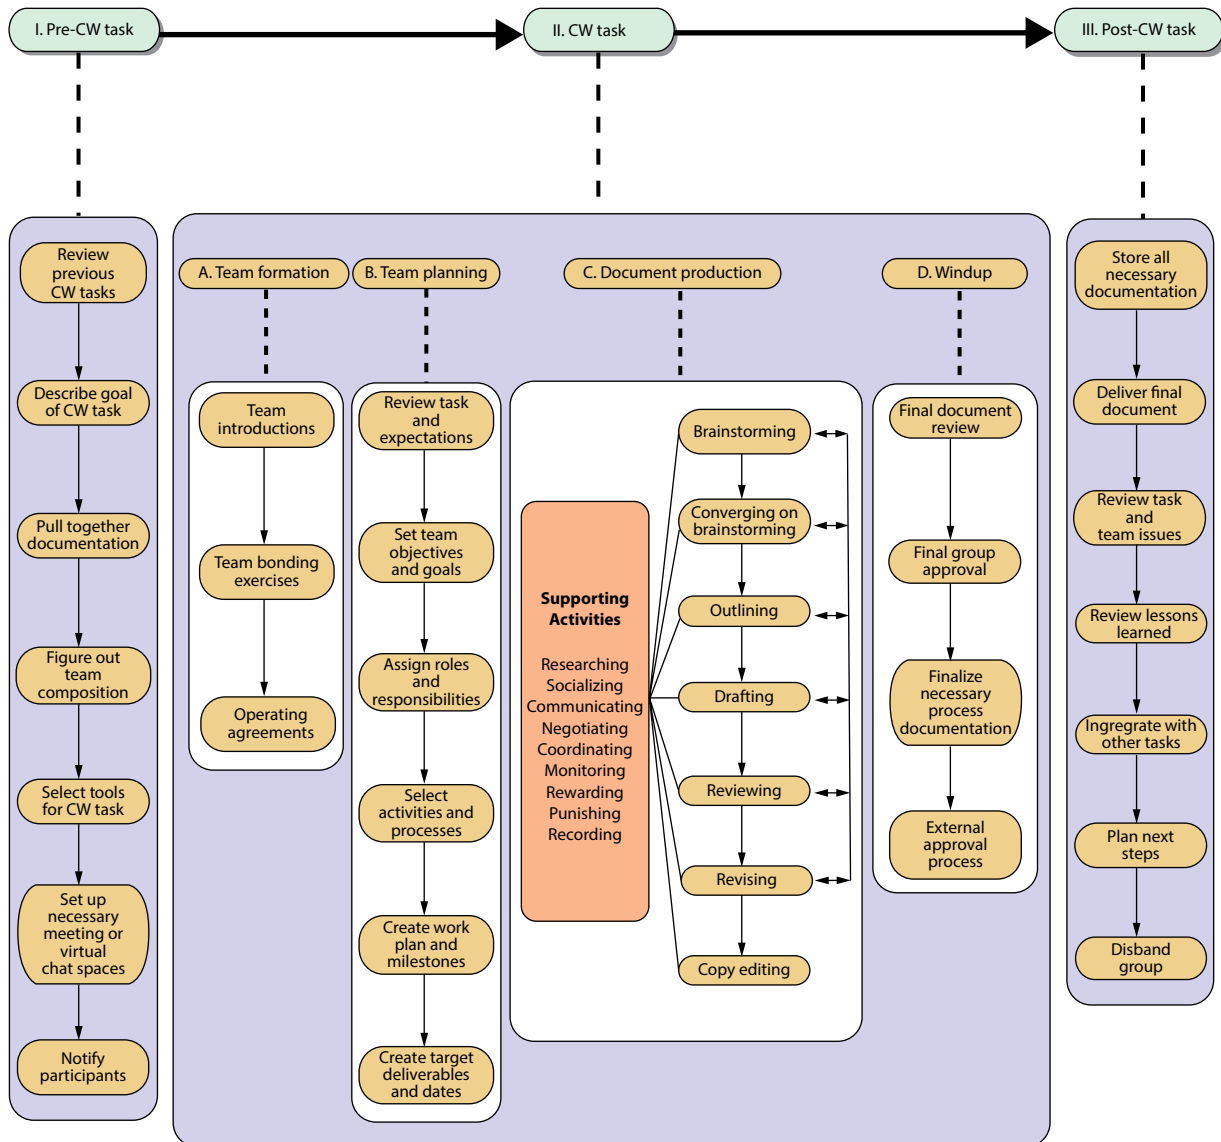 I. Pre-CW task
II. CW task
III. Post-CW task
Review
previous
CW tasks
Describe goal
of CW task
Pull together
documentation
Figure out
team
composition
Select tools
for CW task
Set up
necessary
meeting or
virtual
chat spaces
Notify
participants
A. Team formation
Team
introductions
Team bonding
exercises
Operating
agreements
B. Team planning
Review task
and
expectations
Set team
objectives
and goals
Assign roles
and
responsibilities
Select
activities and
processes
Create work
plan and
milestones
Create target
deliverables
and dates
C. Document production
Supporting
Activities
Researching
Socializing
Communicating
Negotiating
Coordinating
Monitoring
Rewarding
Punishing
Recording
Brainstorming
Converging on
brainstorming
Outlining
Drafting
Reviewing
Revising
Copy editing
D. Windup
Final document
review
Final group
approval
Finalize
necessary
process
documentation
External
approval
process
Store all
necessary
documentation
Deliver final
document
Review task
and
team issues
Review lessons
learned
Ingregrate with
other tasks
Plan next
steps
Disband
group